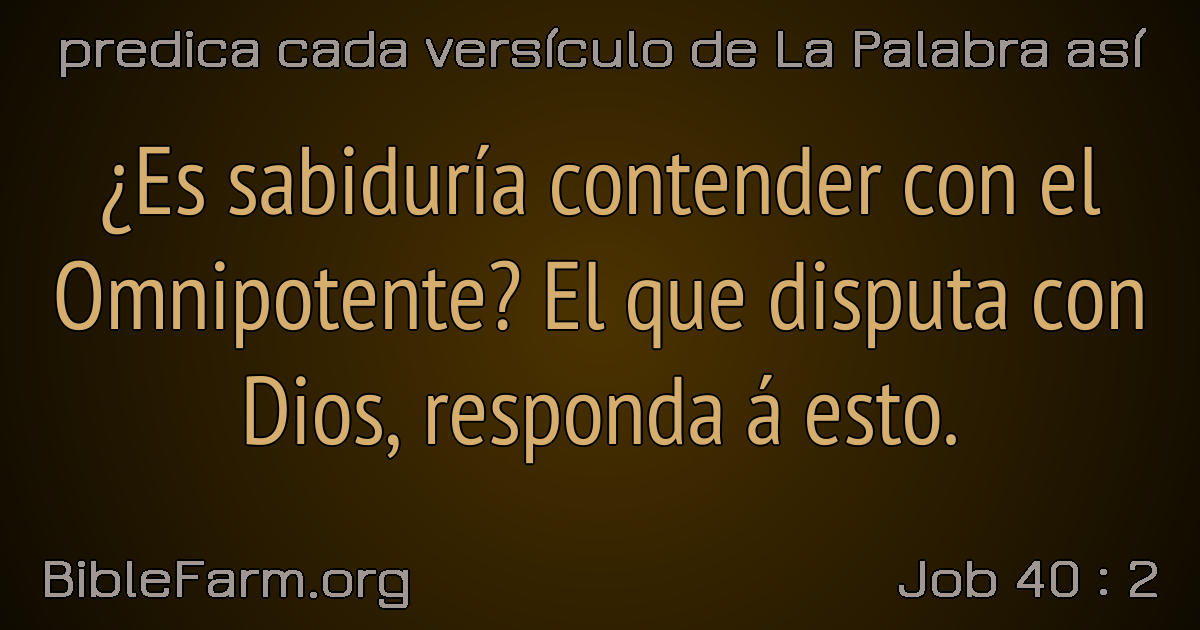 predica cada versículo de La Palabra así
¿Es sabiduría contender con el
Omnipotente? El que disputa con
Dios, responda á esto.
BibleFarm.org
Job 40 : 2